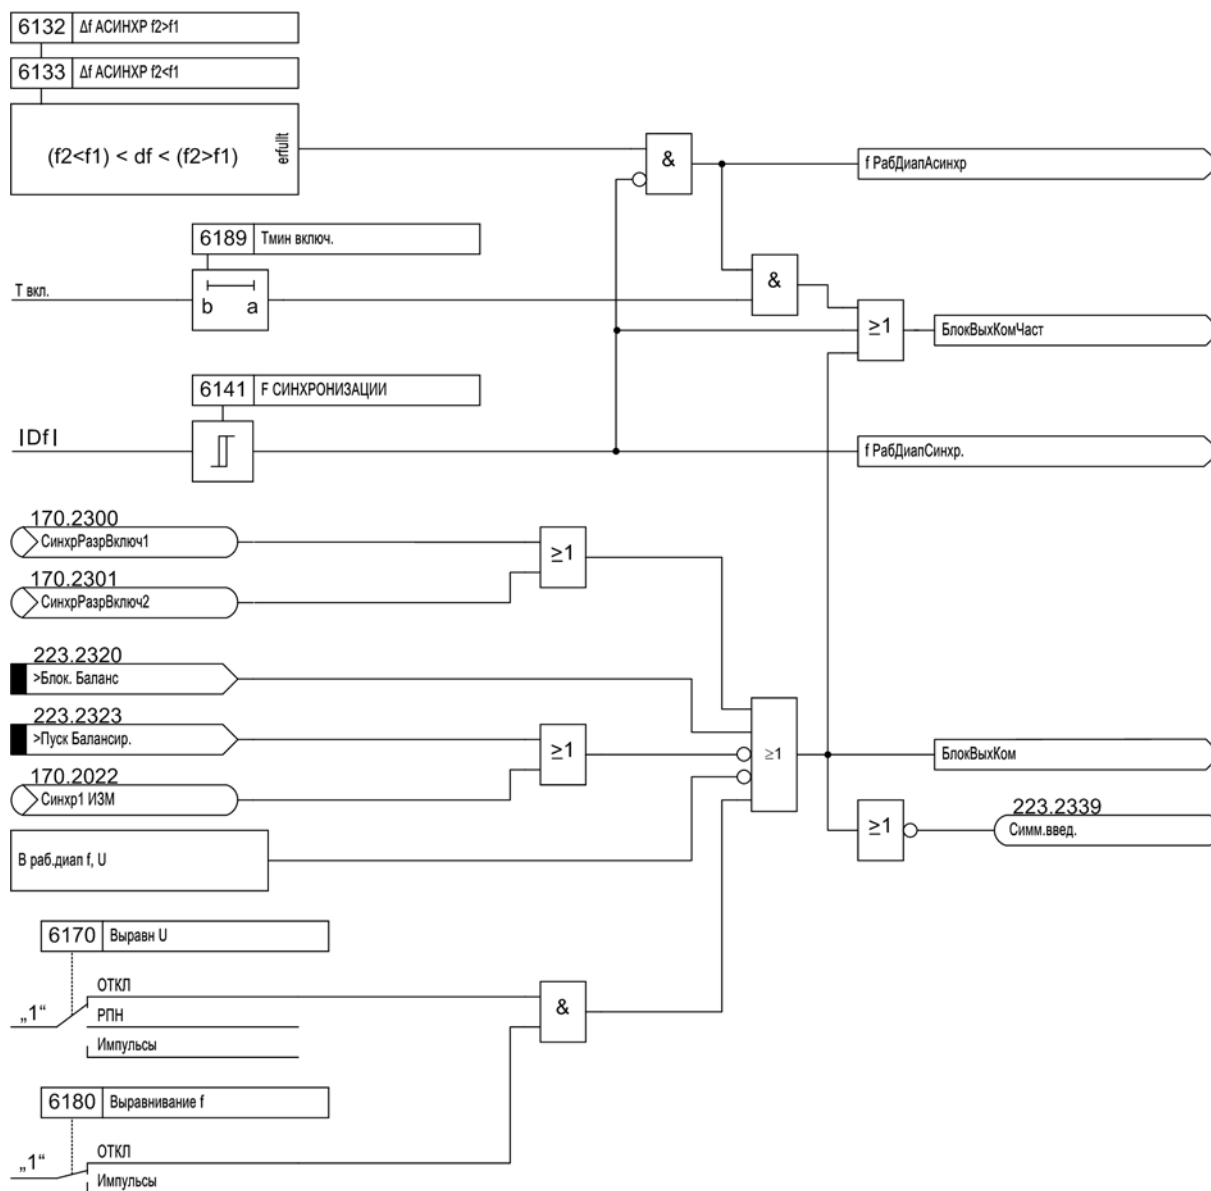 6132 Δf АСИНХР f2>f1
6133 Δf АСИНХР f2<f1
(f2<f1) < df < (f2>f1)
erfullt
&
f РабДиапАсинхр
6189 Тмин включ.
Т вкл.
b a
&
≥1
БлокВыхКомЧаст
6141 F СИНХРОНИЗАЦИИ
|Df|
f РабДиапСинхр.
170.2300
СинхрРазрВключ1
≥1
170.2301
СинхрРазрВключ2
223.2320
>Блок. Баланс
223.2323
>Пуск Балансир.
≥1
≥1
БлокВыхКом
170.2022
Синхр1 ИЗМ
≥1
223.2339
Симм.введ.
В раб.диап f, U
6170 Выравн U
ОТКЛ
„1“
РПН
Импульсы
&
6180 Выравнивание f
ОТКЛ
„1“
Импульсы